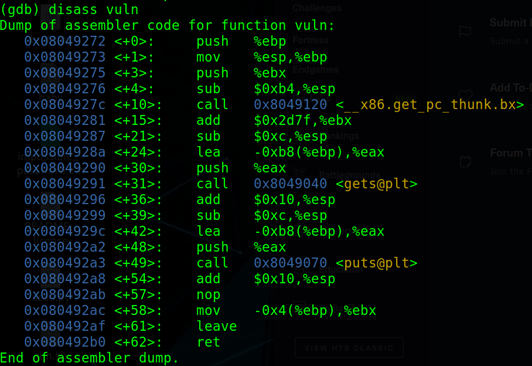 (gdb) disass vuln
Dump of assembler code for function vuln:
   0x08049272 <+0>:     push   %ebp
   0x08049273 <+1>:     mov    %esp,%ebp
   0x08049275 <+3>:     push   %ebx
   0x08049276 <+4>:     sub    $0xb4,%esp
   0x0804927c <+10>:    call   0x8049120 <__x86.get_pc_thunk.bx>
   0x08049281 <+15>:    add    $0x2d7f,%ebx
   0x08049287 <+21>:    sub    $0xc,%esp
   0x0804928a <+24>:    lea    -0xb8(%ebp),%eax
   0x08049290 <+30>:    push   %eax
   0x08049291 <+31>:    call   0x8049040 <gets@plt>
   0x08049296 <+36>:    add    $0x10,%esp
   0x08049299 <+39>:    sub    $0xc,%esp
   0x0804929c <+42>:    lea    -0xb8(%ebp),%eax
   0x080492a2 <+48>:    push   %eax
   0x080492a3 <+49>:    call   0x8049070 <puts@plt>
   0x080492a8 <+54>:    add    $0x10,%esp
   0x080492ab <+57>:    nop
   0x080492ac <+58>:    mov    -0x4(%ebp),%ebx
   0x080492af <+61>:    leave
   0x080492b0 <+62>:    ret
End of assembler dump.
Challenges
Submit
Add To-
Forum T
VIEW HTB CLASSIC